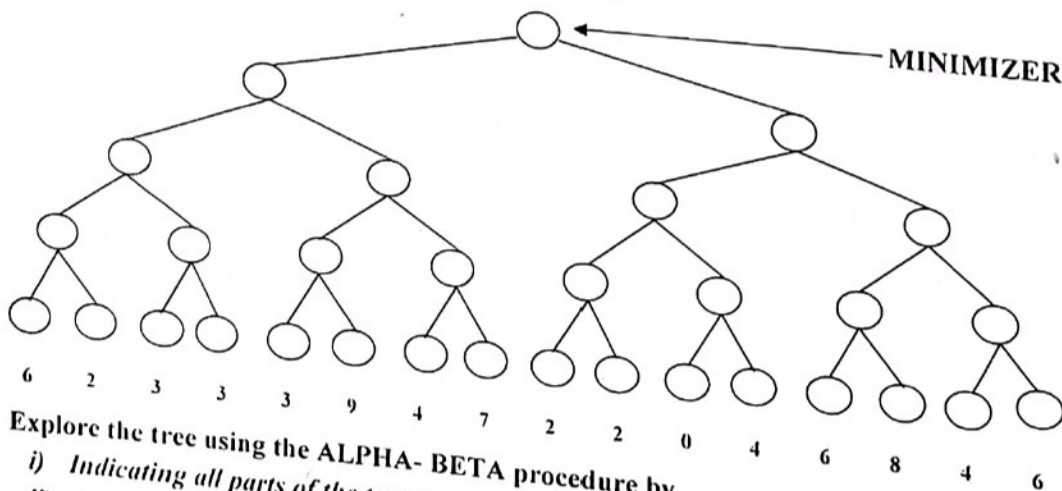 MINIMIZER
6 2 3 3 3 9 4 7 2 2 0 4 6 8 4 6
Explore the tree using the ALPHA- BETA procedure by
i) Indicating all parts of the